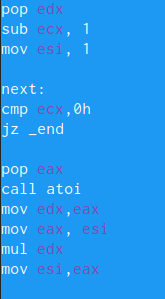 pop edx
sub ecx, 1
mov esi, 1
next:
cmp ecx,0h
jz _end
pop eax
call atoi
mov edx,eax
mov eax, esi
mul edx
mov esi,eax